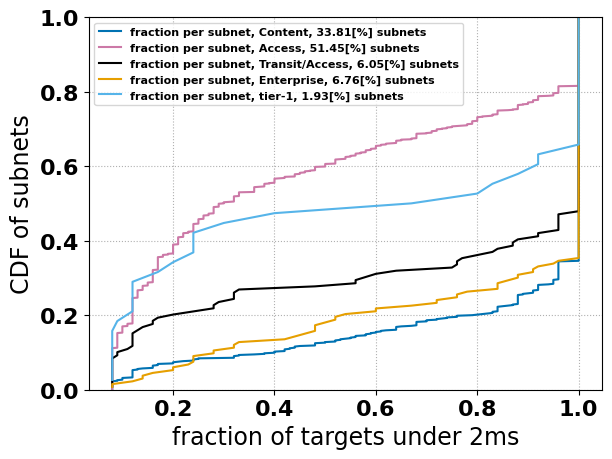 fraction per subnet, Content, 33.81[%] subnets
fraction per subnet, Access, 51.45[%] subnets
fraction per subnet, Transit/Access, 6.05[%] subnets
fraction per subnet, Enterprise, 6.76[%] subnets
fraction per subnet, tier-1, 1.93[%] subnets
CDF of subnets
1.0
0.8
0.6
0.4
0.2
0.0
0.2 0.4 0.6 0.8 1.0
fraction of targets under 2ms